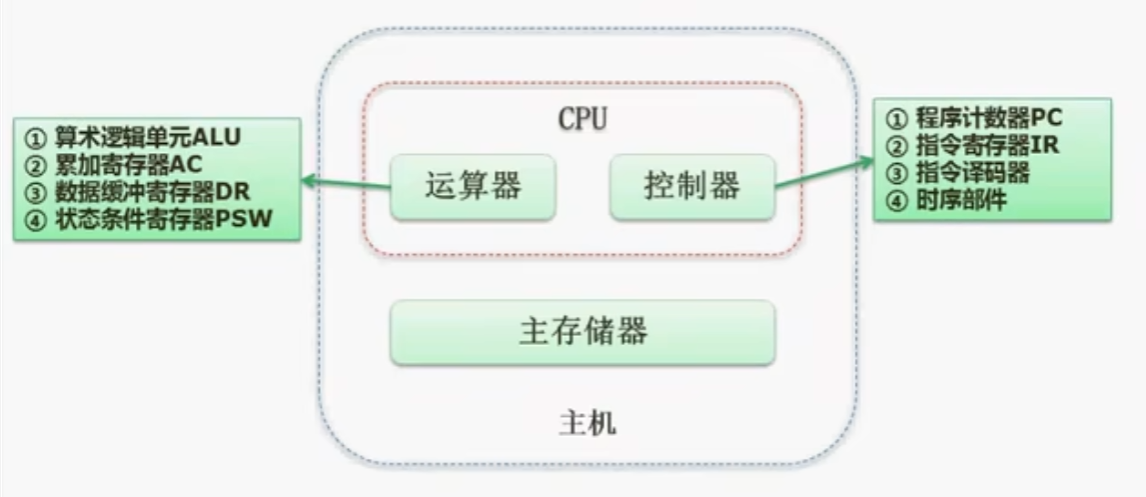 CPU
① 算术逻辑单元ALU
② 累加寄存器AC
③ 数据缓冲寄存器DR
④ 状态条件寄存器PSW
运算器
控制器
① 程序计数器PC
② 指令寄存器IR
③ 指令译码器
④ 时序部件
主存储器
主机